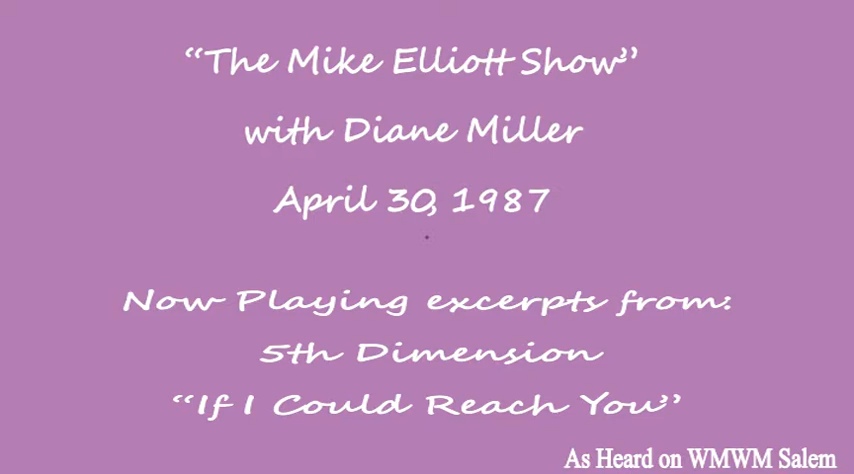 “The Mike Elliott Show”
with Diane Miller
April 30, 1987
Now Playing excerpts from:
5th Dimension
“If I Could Reach You”
As Heard on WMWM Salem